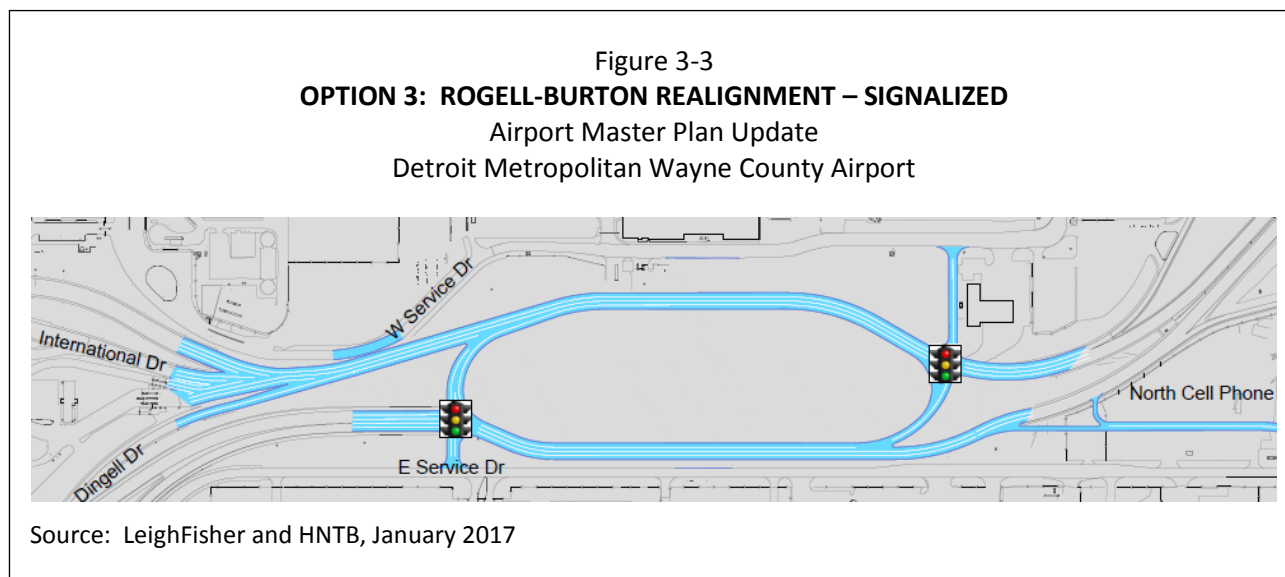 Figure 3-3
OPTION 3: ROGELL-BURTON REALIGNMENT – SIGNALIZED
Airport Master Plan Update
Detroit Metropolitan Wayne County Airport
W Service Dr
International Dr
North Cell Phone
Dingell Dr
E Service Dr
Source: LeighFisher and HNTB, January 2017